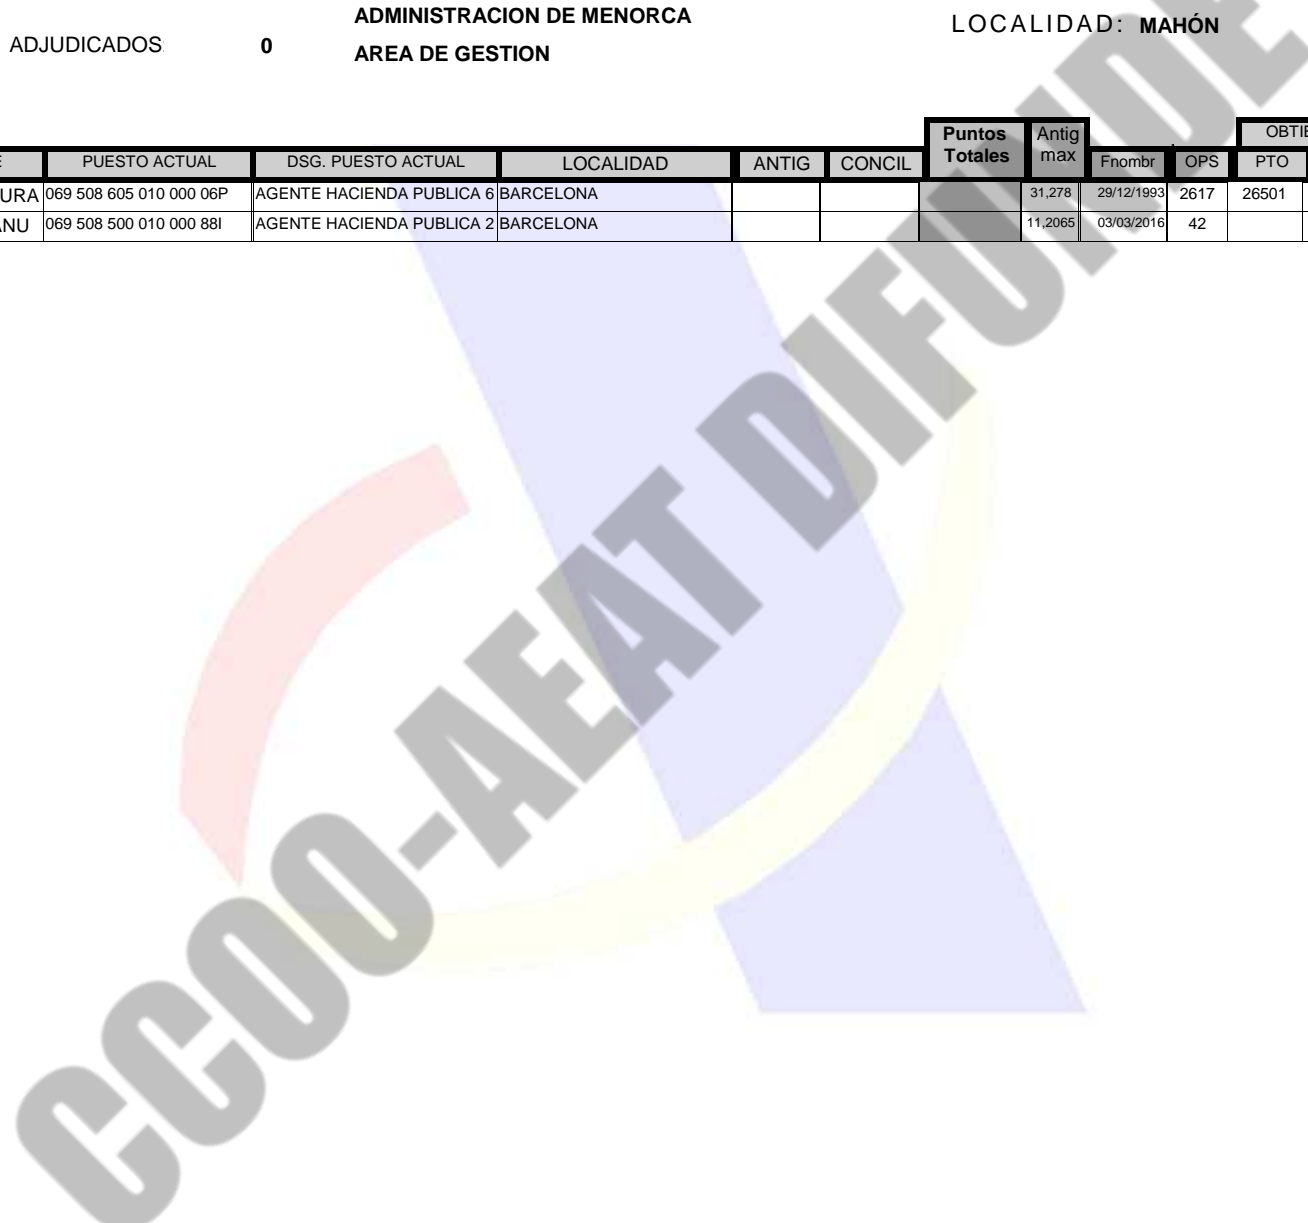 ADMINISTRACION DE MENORCA
LOCALIDAD: MAHÓN
ADJUDICADOS: 0
AREA DE GESTION
Puntos Totales Antig max OBTIE
E PUESTO ACTUAL DSG. PUESTO ACTUAL LOCALIDAD ANTIG CONCIL Fnombr OPS PTO
URA 069 508 605 010 000 06P AGENTE HACIENDA PUBLICA 6 BARCELONA 31,278 29/12/1993 2617 26501
ANU 069 508 500 010 000 88I AGENTE HACIENDA PUBLICA 2 BARCELONA 11,2065 03/03/2016 42
CCOO-AEAT DIFUNDE